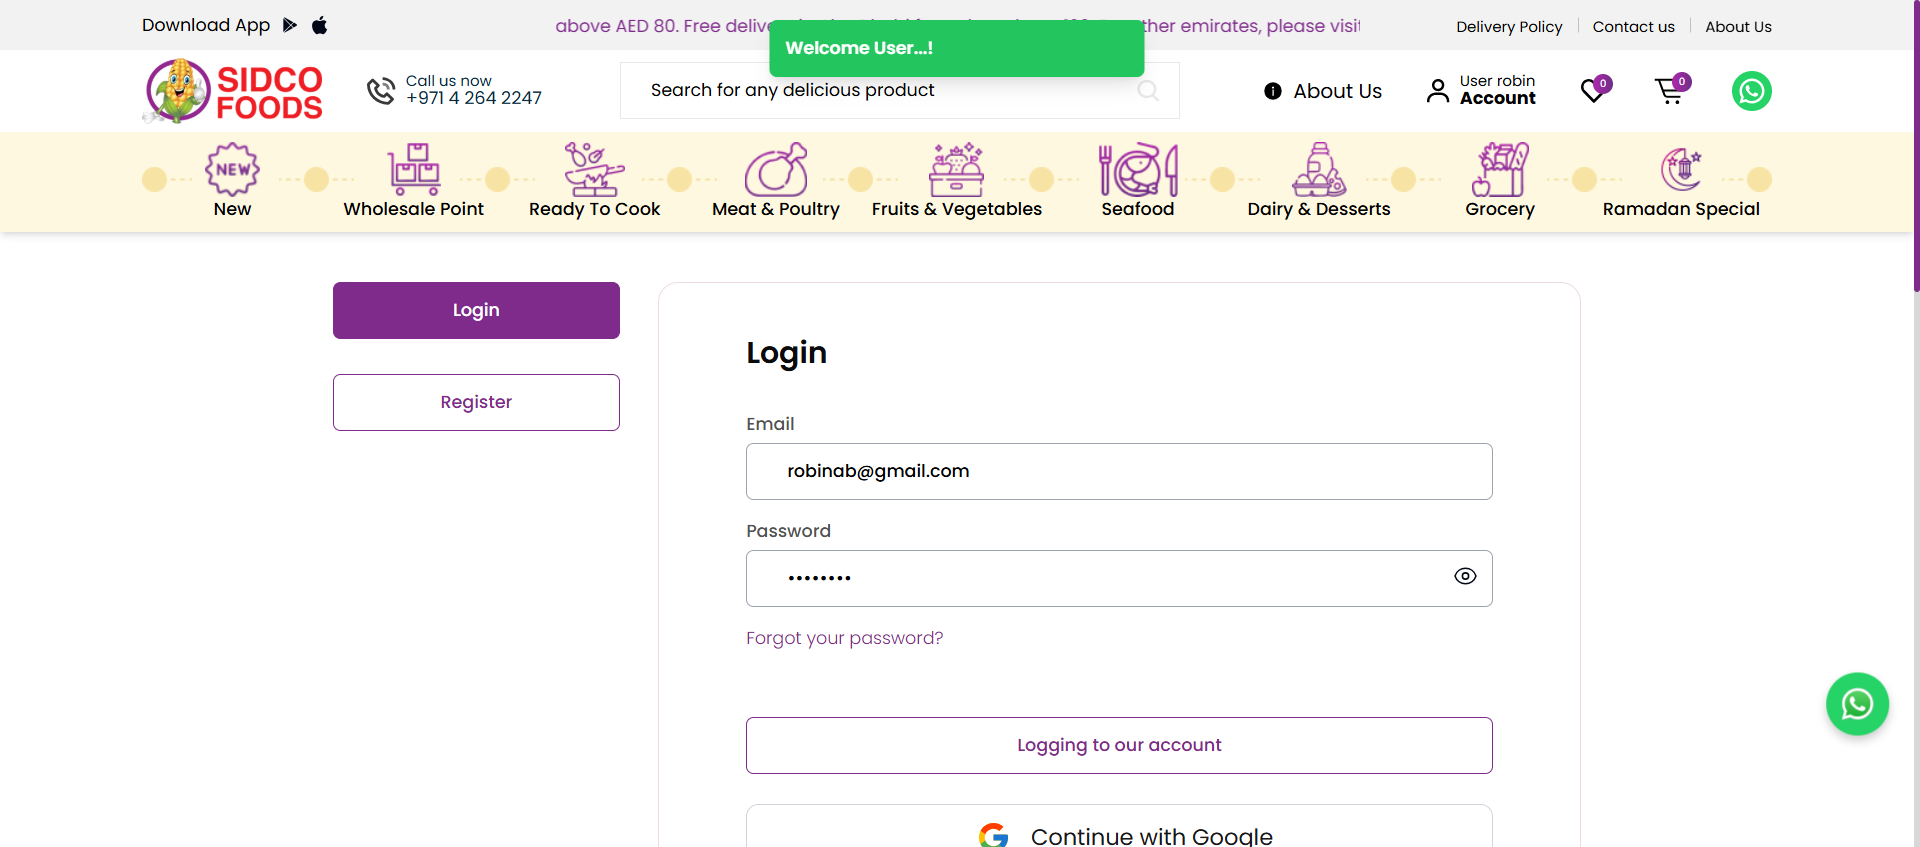 Download App
above AED 80. Free delive
ther emirates, please visit
Delivery Policy
Contact us
About Us
Welcome User...!
SIDCO
FOODS
Call us now
+971 4 264 2247
Search for any delicious product
About Us
User robin
Account
0
0
NEW
New
Wholesale Point
Ready To Cook
Meat & Poultry
Fruits & Vegetables
Seafood
Dairy & Desserts
Grocery
Ramadan Special
Login
Register
Login
Email
robinab@gmail.com
Password
••••••••
Forgot your password?
Logging to our account
Continue with Google